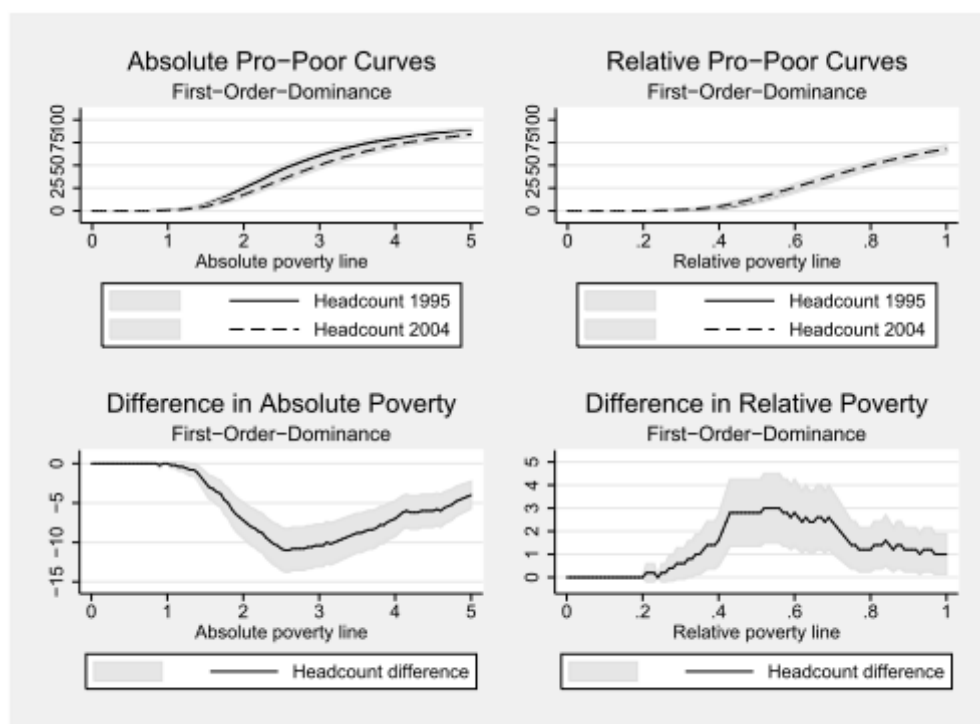 Absolute Pro−Poor Curves
First−Order−Dominance
0 25 50 75 100
0 1 2 3 4 5
Absolute poverty line
Headcount 1995
Headcount 2004
Relative Pro−Poor Curves
First−Order−Dominance
0 25 50 75 100
0 .2 .4 .6 .8 1
Relative poverty line
Headcount 1995
Headcount 2004
Difference in Absolute Poverty
First−Order−Dominance
−15 −10 −5 0
0 1 2 3 4 5
Absolute poverty line
Headcount difference
Difference in Relative Poverty
First−Order−Dominance
0 1 2 3 4 5
0 .2 .4 .6 .8 1
Relative poverty line
Headcount difference